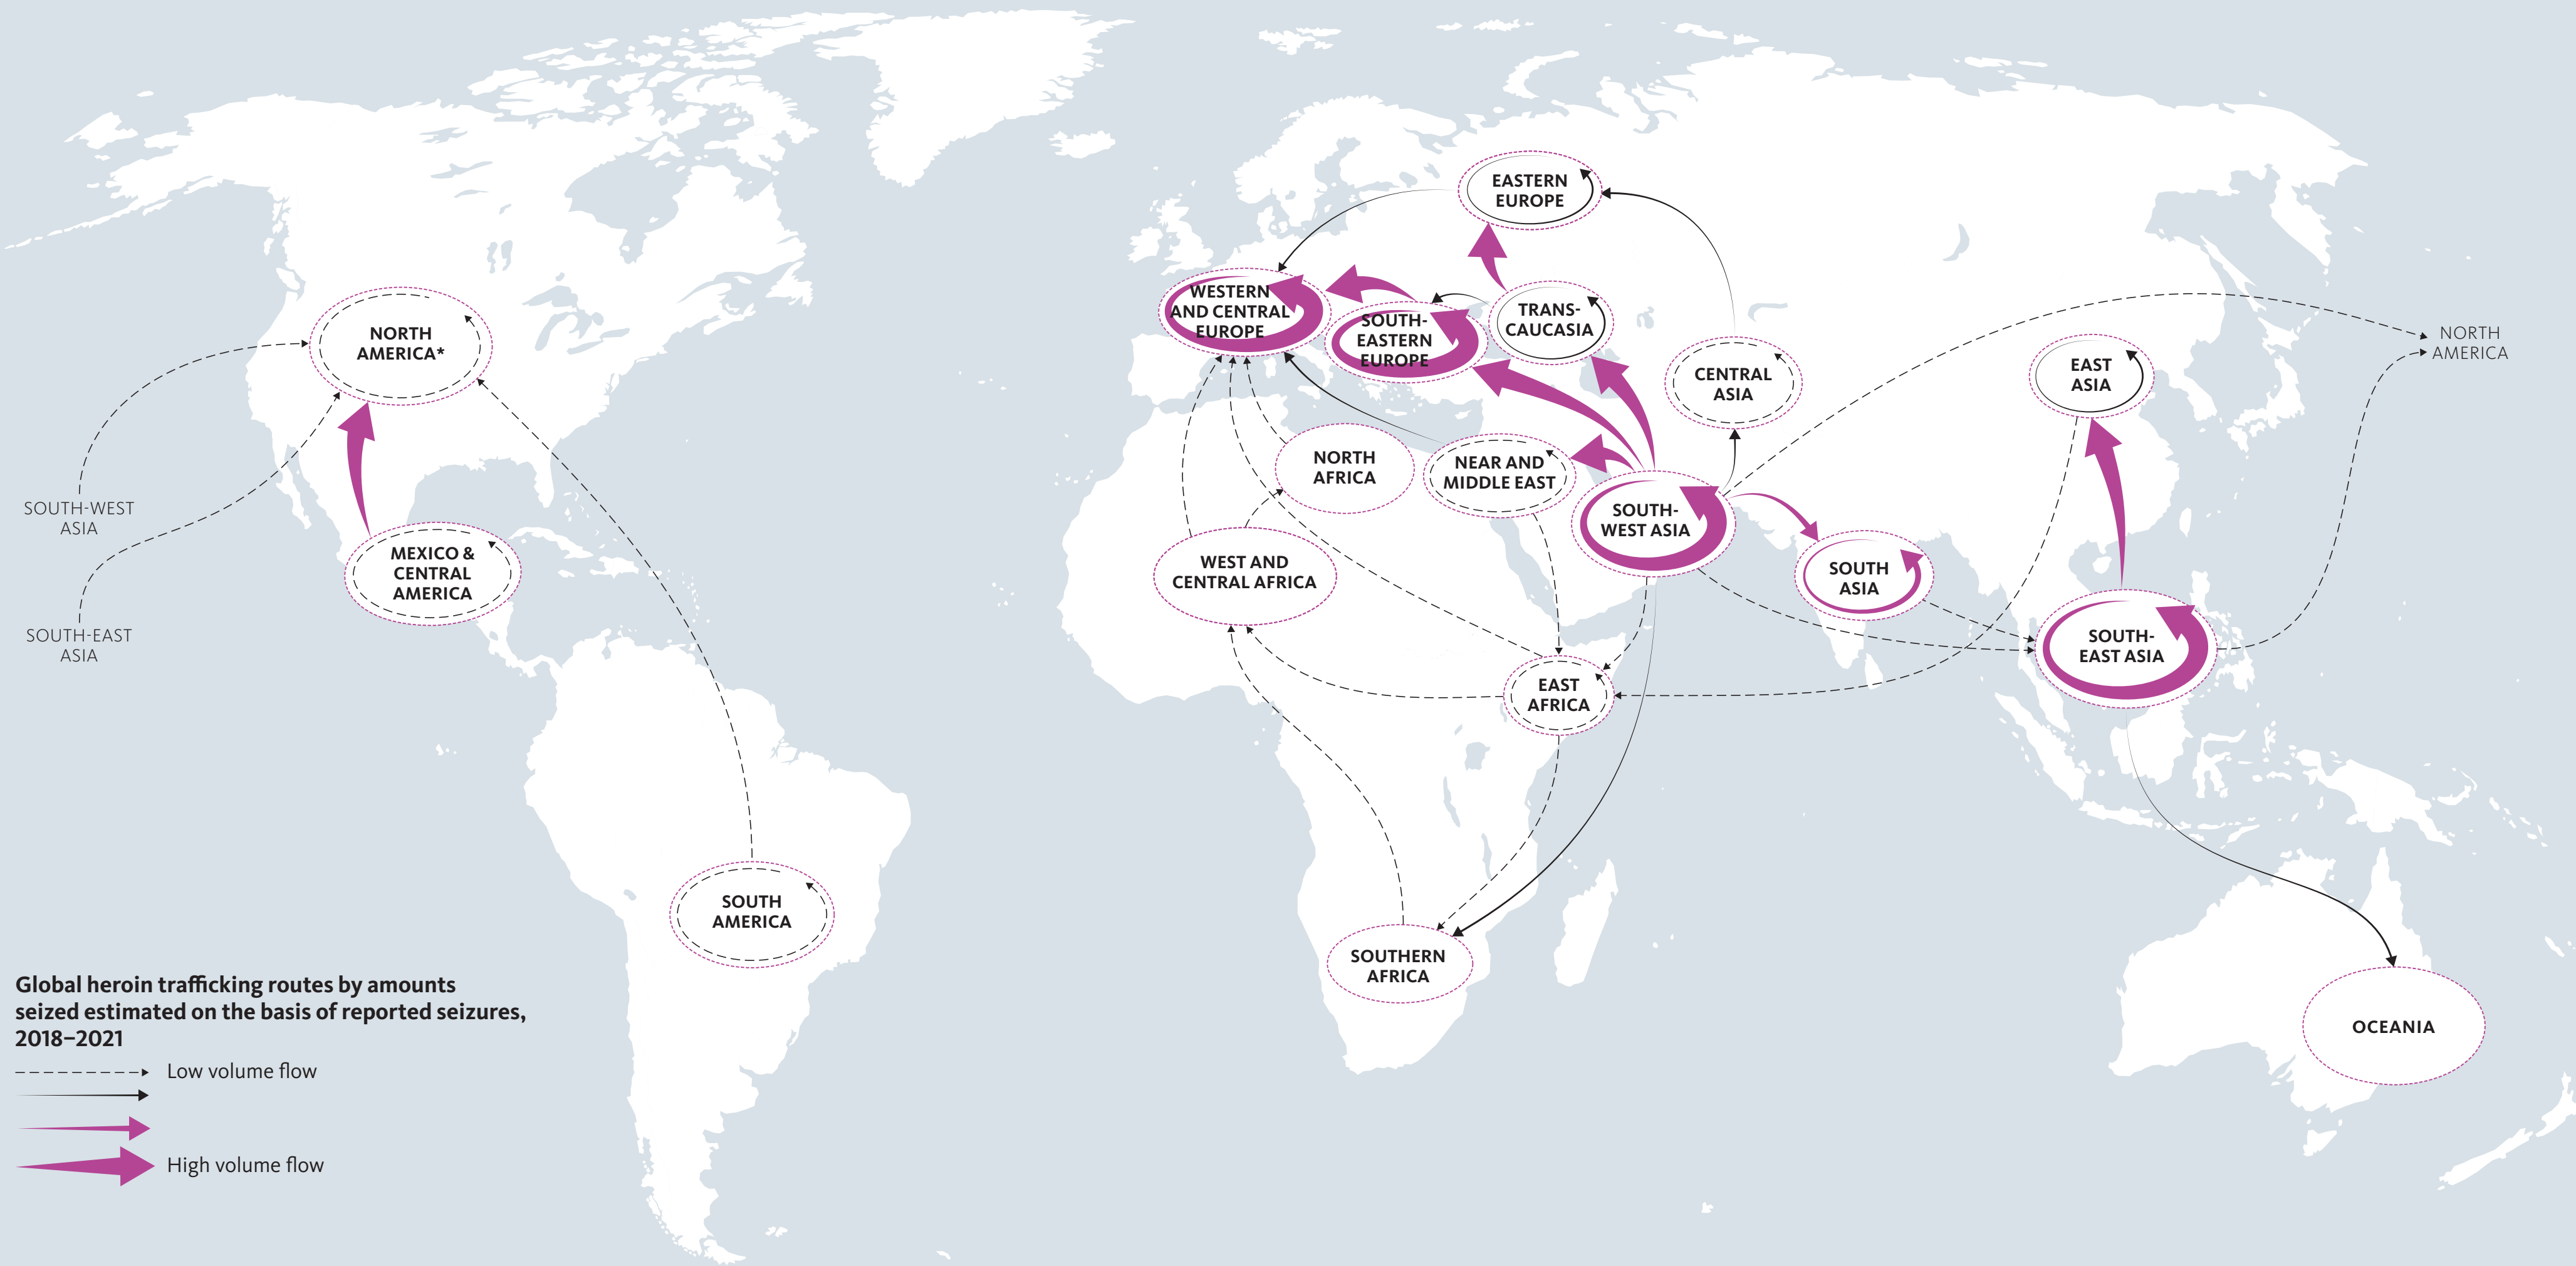 EASTERN
EUROPE
WESTERN
AND CENTRAL
EUROPE
SOUTH-
EASTERN
EUROPE
TRANS-
CAUCASIA
CENTRAL
ASIA
EAST
ASIA
NORTH
AMERICA
NORTH
AMERICA*
NORTH
AFRICA
NEAR AND
MIDDLE EAST
SOUTH-
WEST ASIA
SOUTH-WEST
ASIA
MEXICO &
CENTRAL
AMERICA
WEST AND
CENTRAL AFRICA
SOUTH
ASIA
SOUTH-EAST
ASIA
SOUTH-
EAST ASIA
EAST
AFRICA
SOUTH
AMERICA
SOUTHERN
AFRICA
OCEANIA
Global heroin trafficking routes by amounts
seized estimated on the basis of reported seizures,
2018–2021
Low volume flow
High volume flow